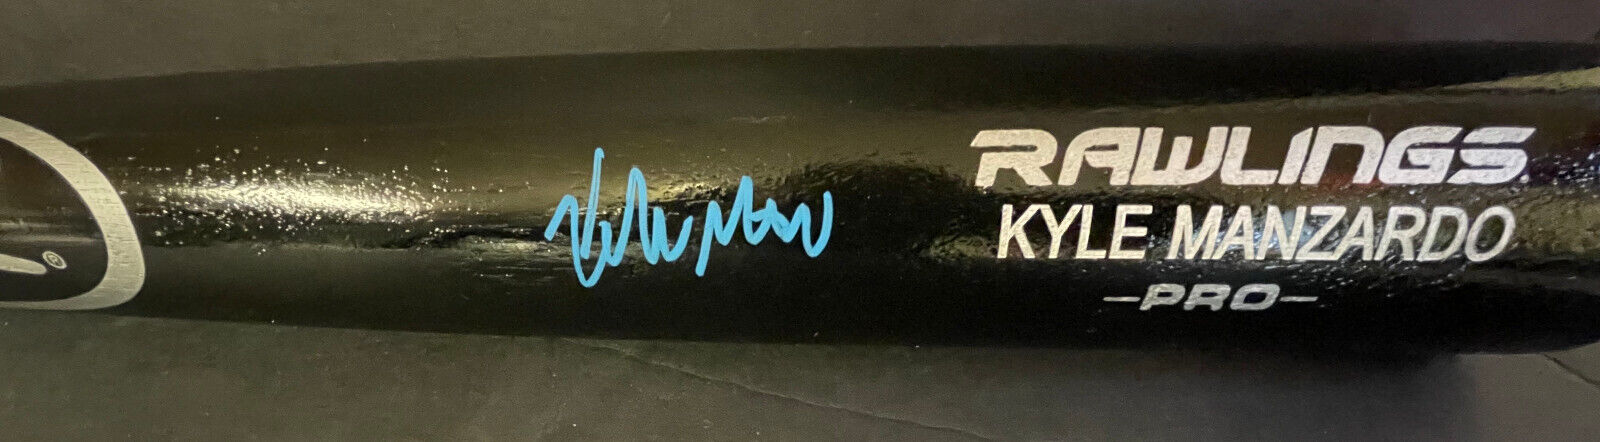 RAWLINGS
KYLE MANZARDO
-PRO-
®